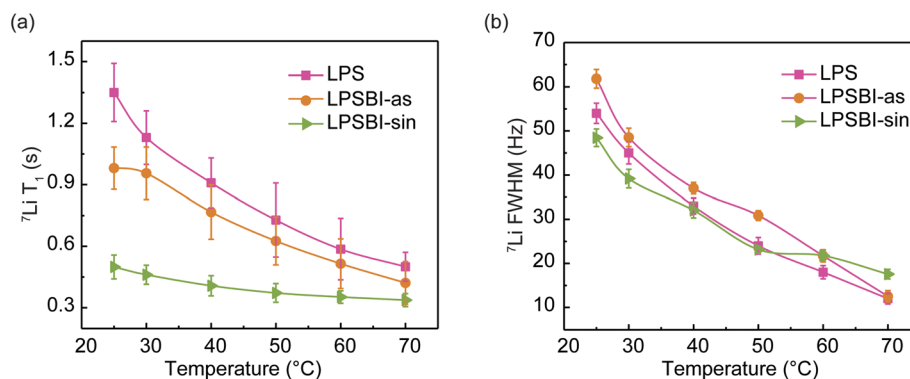 (a)
1.5
1.2
0.9
0.6
0.3
⁷Li T₁ (s)
LPS
LPSBI-as
LPSBI-sin
20 30 40 50 60 70
Temperature (°C)
(b)
70
60
50
40
30
20
10
⁷Li FWHM (Hz)
LPS
LPSBI-as
LPSBI-sin
20 30 40 50 60 70
Temperature (°C)